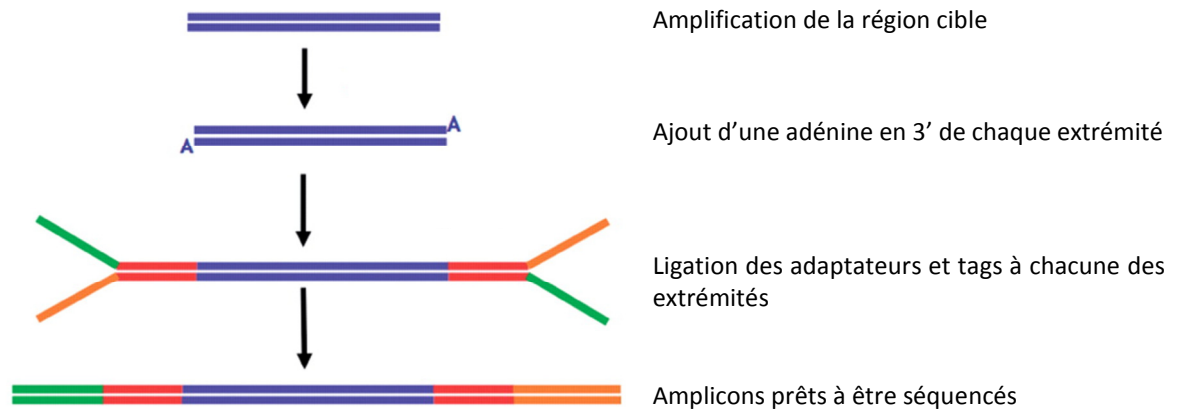 Amplification de la région cible
A
A
Ajout d’une adénine en 3’ de chaque extrémité
Ligation des adaptateurs et tags à chacune des
extrémités
Amplicons prêts à être séquencés